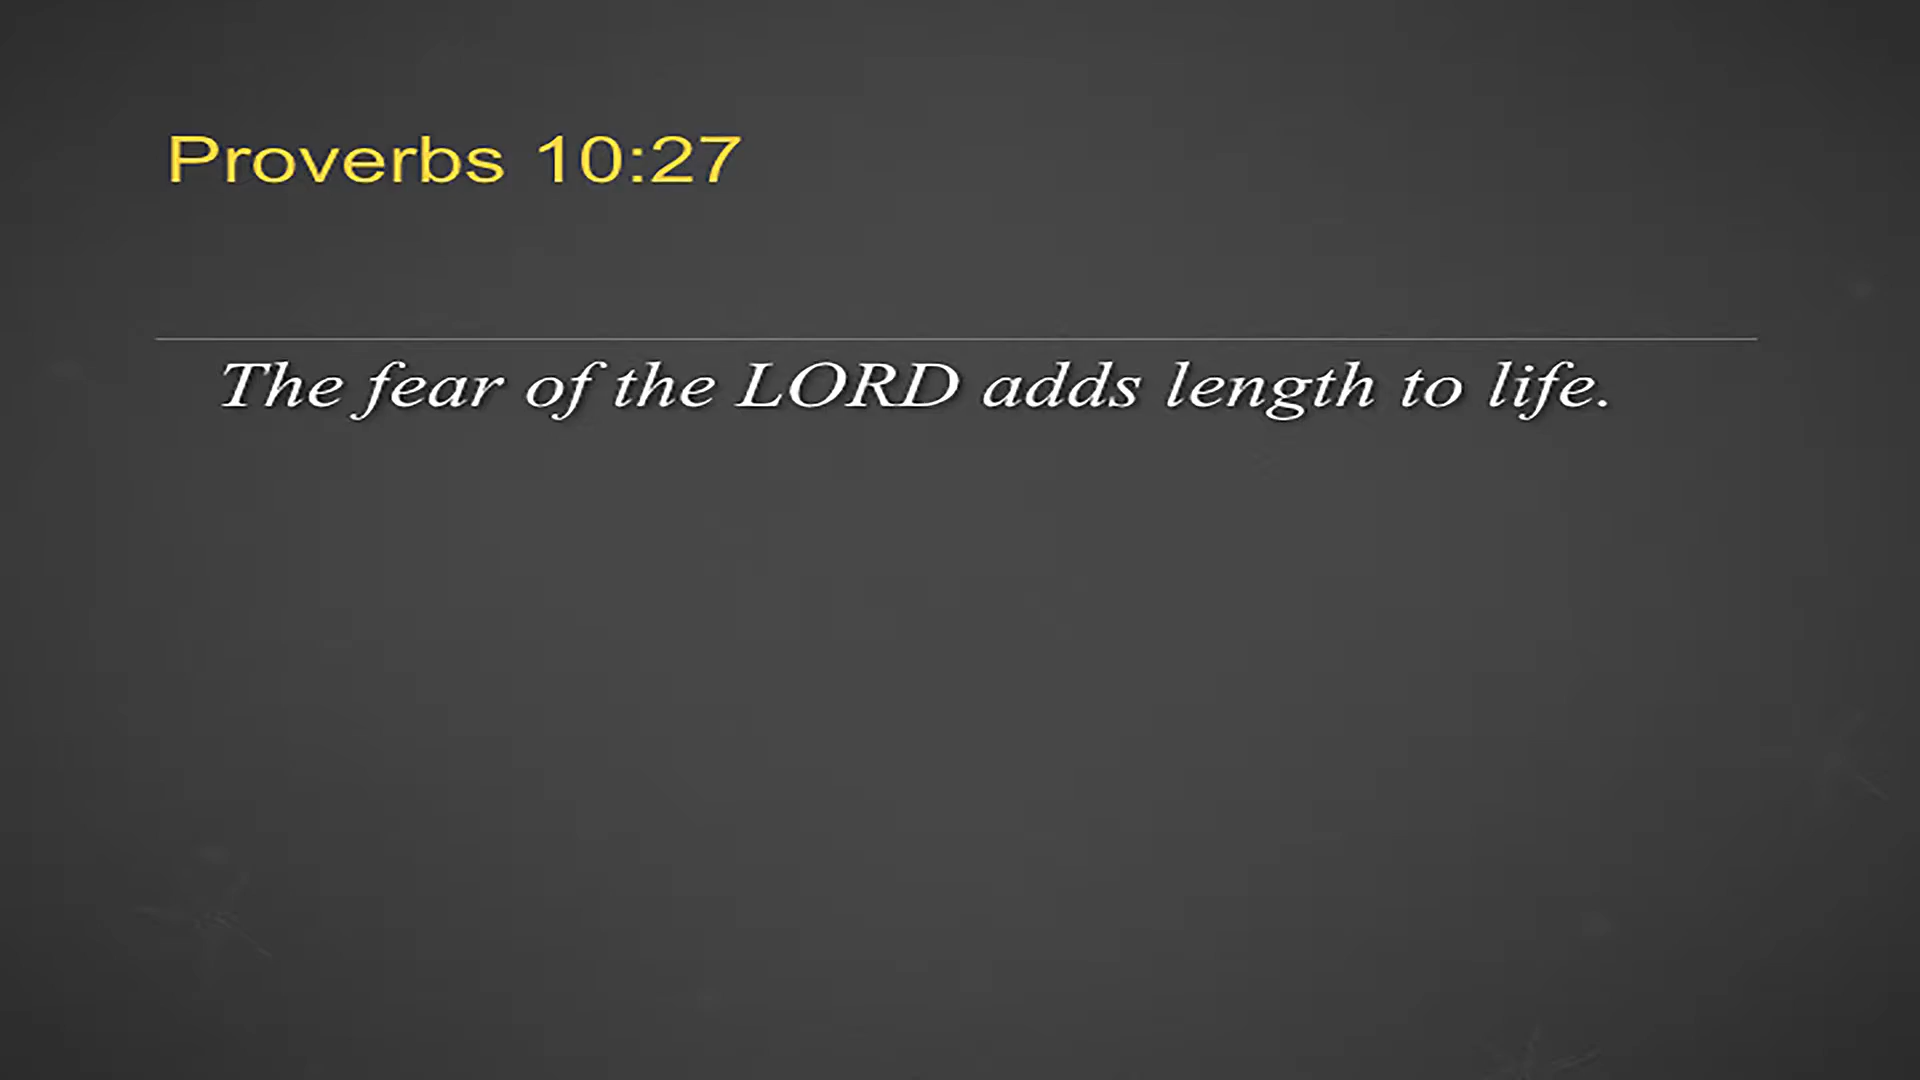 Proverbs 10:27
The fear of the LORD adds length to life.